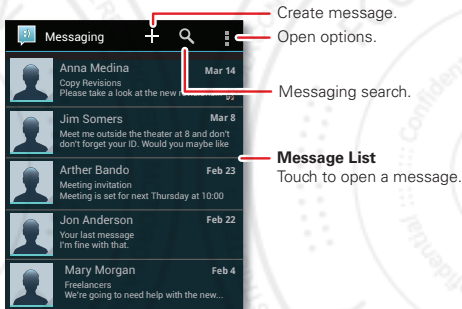 Create message.
Messaging
Open options.
Anna Medina
Mar 14
Copy Revisions
Please take a look at the new
Messaging search.
Jim Somers
Mar 8
Meet me outside the theater at 8 and don't
don't forget your ID. Would you maybe like
Message List
Touch to open a message.
Arther Bando
Feb 23
Meeting invitation
Meeting is set for next Thursday at 10:00
Jon Anderson
Feb 22
Your last message
I'm fine with that.
Mary Morgan
Feb 4
Freelancers
We're going to need help with the new...